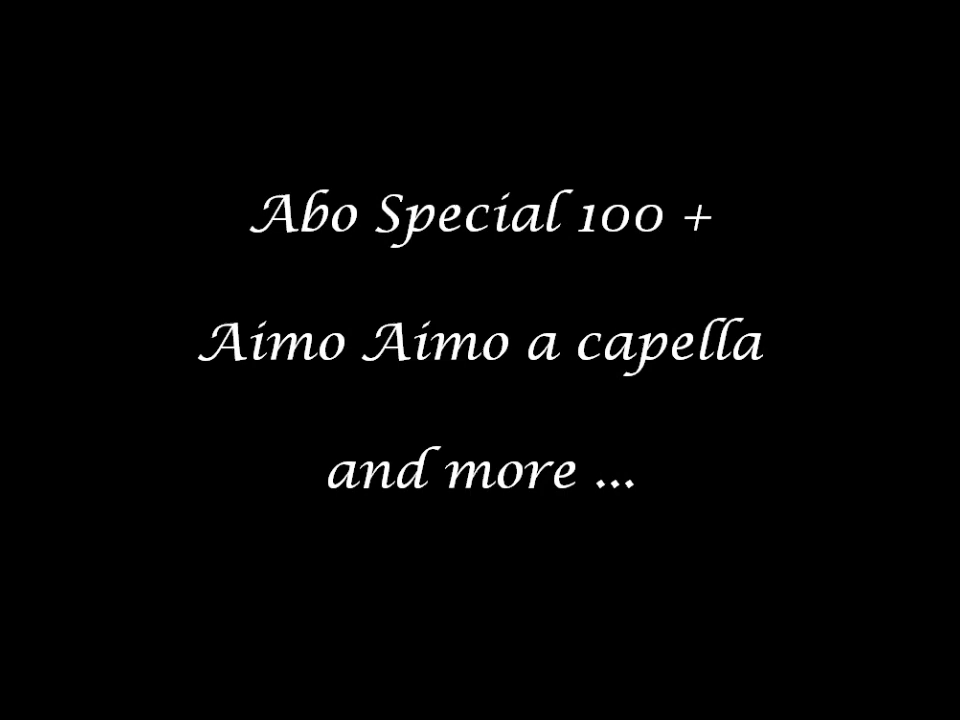 Abo Special 100 +
Aimo Aimo a capella
and more ...